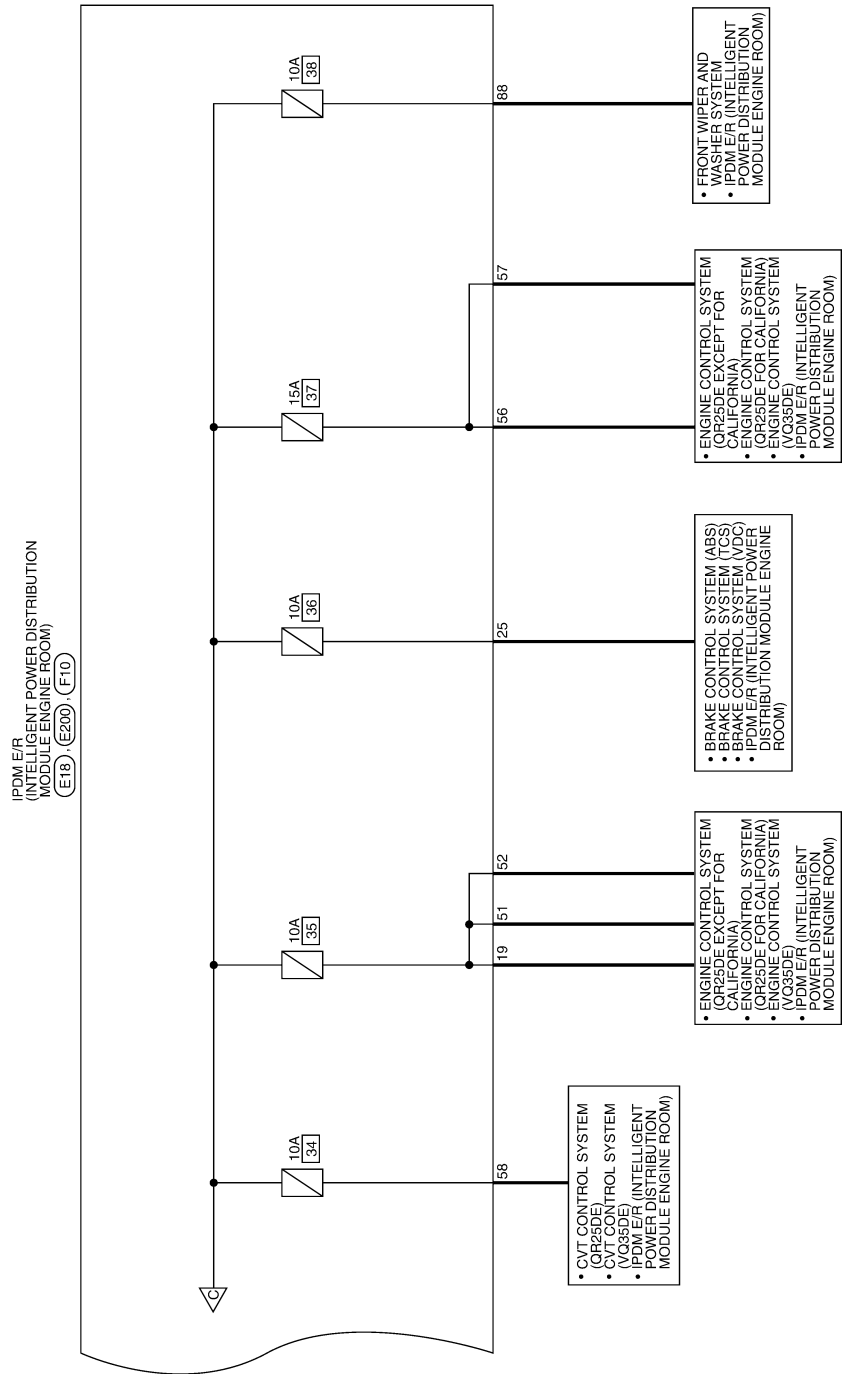 IPDM E/R
(INTELLIGENT POWER DISTRIBUTION
MODULE ENGINE ROOM)
E18 , E200 , F10
C
10A
34
10A
35
10A
36
15A
37
10A
38
58
19
51
52
25
56
57
88
• CVT CONTROL SYSTEM
(QR25DE)
• CVT CONTROL SYSTEM
(VQ35DE)
• IPDM E/R (INTELLIGENT
POWER DISTRIBUTION
MODULE ENGINE ROOM)
• ENGINE CONTROL SYSTEM
(QR25DE EXCEPT FOR
CALIFORNIA)
• ENGINE CONTROL SYSTEM
(QR25DE FOR CALIFORNIA)
• ENGINE CONTROL SYSTEM
(VQ35DE)
• IPDM E/R (INTELLIGENT
POWER DISTRIBUTION
MODULE ENGINE ROOM)
• BRAKE CONTROL SYSTEM (ABS)
• BRAKE CONTROL SYSTEM (TCS)
• BRAKE CONTROL SYSTEM (VDC)
• IPDM E/R (INTELLIGENT POWER
DISTRIBUTION MODULE ENGINE
ROOM)
• ENGINE CONTROL SYSTEM
(QR25DE EXCEPT FOR
CALIFORNIA)
• ENGINE CONTROL SYSTEM
(QR25DE FOR CALIFORNIA)
• ENGINE CONTROL SYSTEM
(VQ35DE)
• IPDM E/R (INTELLIGENT
POWER DISTRIBUTION
MODULE ENGINE ROOM)
• FRONT WIPER AND
WASHER SYSTEM
• IPDM E/R (INTELLIGENT
POWER DISTRIBUTION
MODULE ENGINE ROOM)